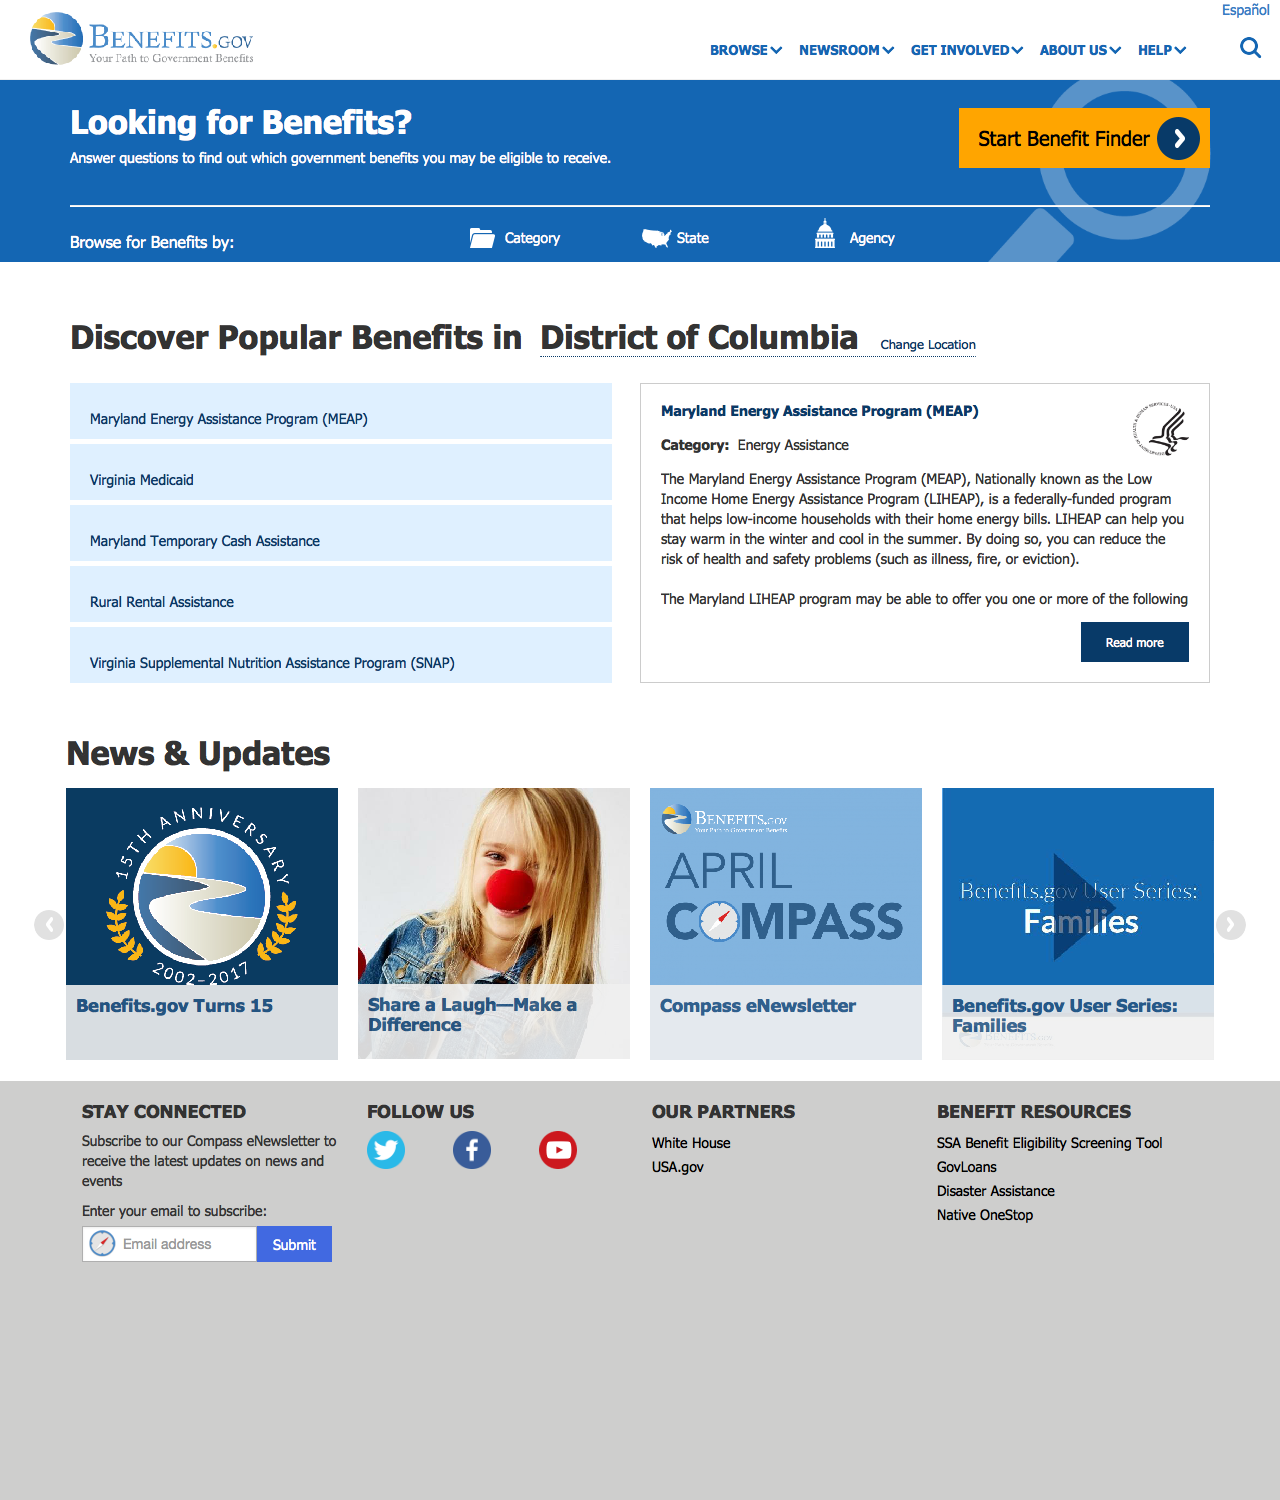 Español
BENEFITS.GOV
Your Path to Government Benefits
BROWSE NEWSROOM GET INVOLVED ABOUT US HELP
Looking for Benefits?
Answer questions to find out which government benefits you may be eligible to receive.
Start Benefit Finder
Browse for Benefits by:
Category
State
Agency
Discover Popular Benefits in District of Columbia Change Location
Maryland Energy Assistance Program (MEAP)
Virginia Medicaid
Maryland Temporary Cash Assistance
Rural Rental Assistance
Virginia Supplemental Nutrition Assistance Program (SNAP)
Maryland Energy Assistance Program (MEAP)
Category: Energy Assistance
The Maryland Energy Assistance Program (MEAP), Nationally known as the Low
Income Home Energy Assistance Program (LIHEAP), is a federally-funded program
that helps low-income households with their home energy bills. LIHEAP can help you
stay warm in the winter and cool in the summer. By doing so, you can reduce the
risk of health and safety problems (such as illness, fire, or eviction).
The Maryland LIHEAP program may be able to offer you one or more of the following
Read more
News & Updates
15TH ANNIVERSARY
2002-2017
Benefits.gov Turns 15
Share a Laugh—Make a
Difference
BENEFITS.GOV
Your Path to Government Benefits
APRIL
COMPASS
Compass eNewsletter
Benefits.gov User Series:
Families
Benefits.gov User Series:
Families
STAY CONNECTED
Subscribe to our Compass eNewsletter to
receive the latest updates on news and
events
Enter your email to subscribe:
Email address
Submit
FOLLOW US
OUR PARTNERS
White House
USA.gov
BENEFIT RESOURCES
SSA Benefit Eligibility Screening Tool
GovLoans
Disaster Assistance
Native OneStop